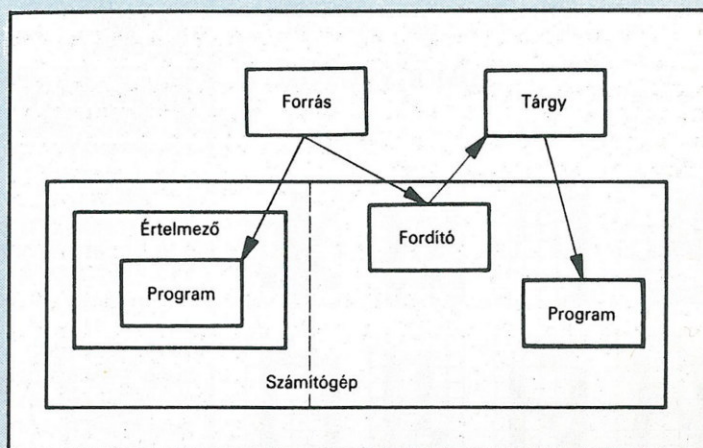 Forrás
Tárgy
Értelmező
Fordító
Program
Program
Számítógép